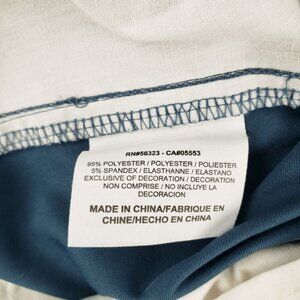 RN#56323 - CA#05553
95% POLYESTER / POLYESTER / POLIESTER
5% SPANDEX / ELASTHANNE / ELASTANO
EXCLUSIVE OF DECORATION / DECORATION
NON COMPRISE / NO INCLUYE LA
DECORACION
MADE IN CHINA/FABRIQUE EN
CHINE/HECHO EN CHINA